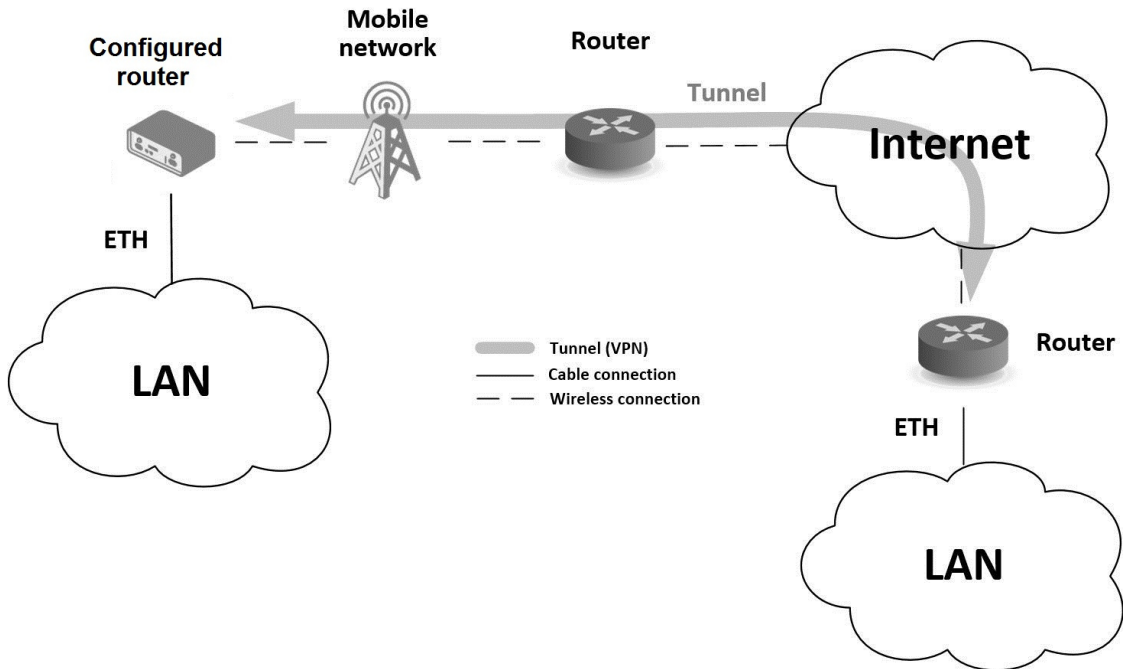 Configured
router
Mobile
network
Router
Tunnel
Internet
ETH
LAN
Tunnel (VPN)
Cable connection
Wireless connection
Router
ETH
LAN